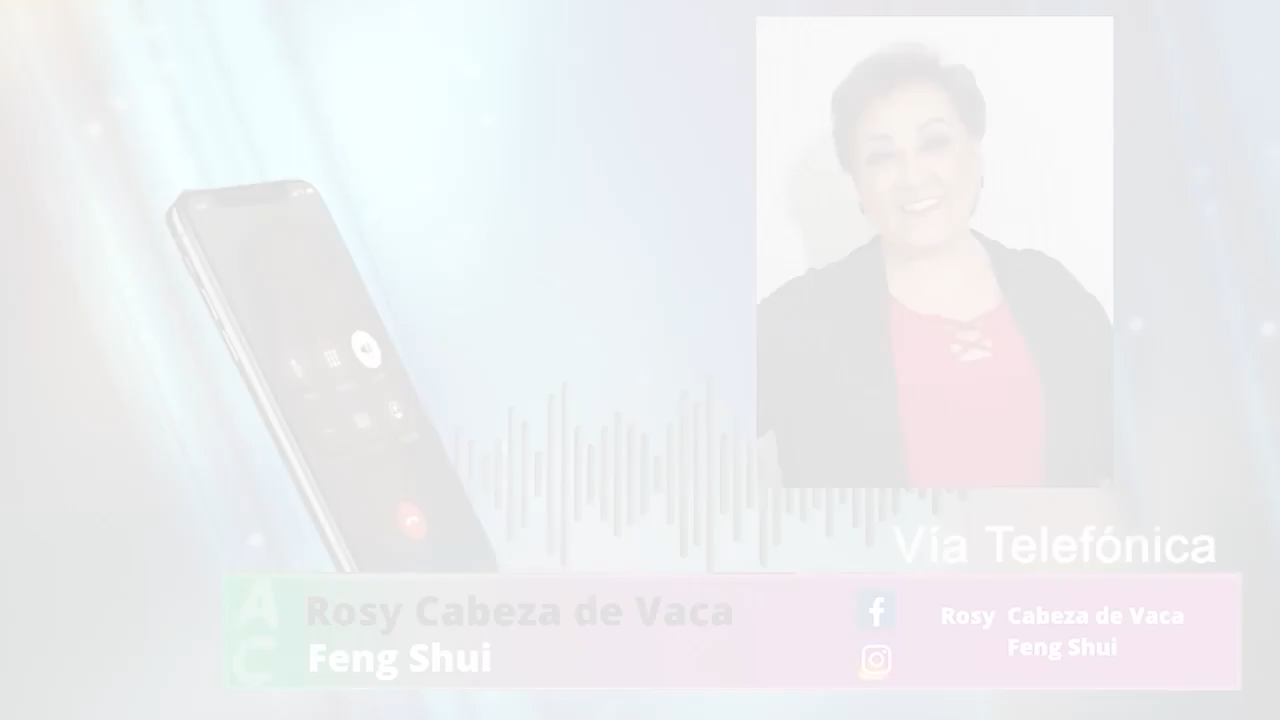 Vía Telefónica
A
C
Rosy Cabeza de Vaca
Feng Shui
Rosy Cabeza de Vaca
Feng Shui